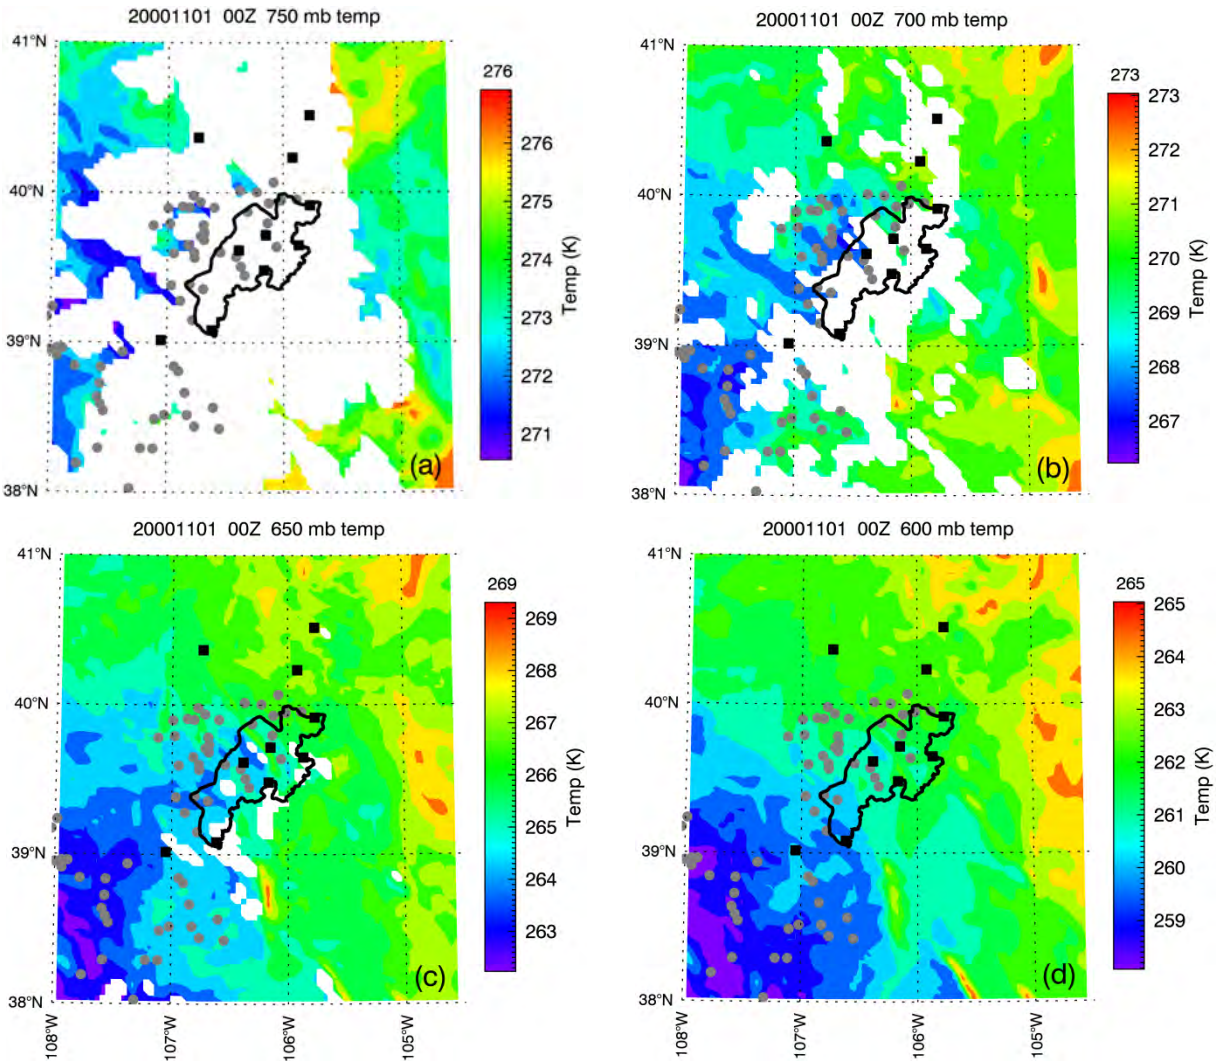 20001101 00Z 750 mb temp
41°N
40°N
39°N
38°N
(a)
276
276
275
274
273
272
271
Temp (K)
20001101 00Z 700 mb temp
41°N
40°N
39°N
38°N
108°W
107°W
106°W
105°W
(b)
273
273
272
271
270
269
268
267
Temp (K)
20001101 00Z 650 mb temp
41°N
40°N
39°N
38°N
108°W
107°W
106°W
105°W
(c)
269
269
268
267
266
265
264
263
Temp (K)
20001101 00Z 600 mb temp
41°N
40°N
39°N
38°N
108°W
107°W
106°W
105°W
(d)
265
265
264
263
262
261
260
259
Temp (K)